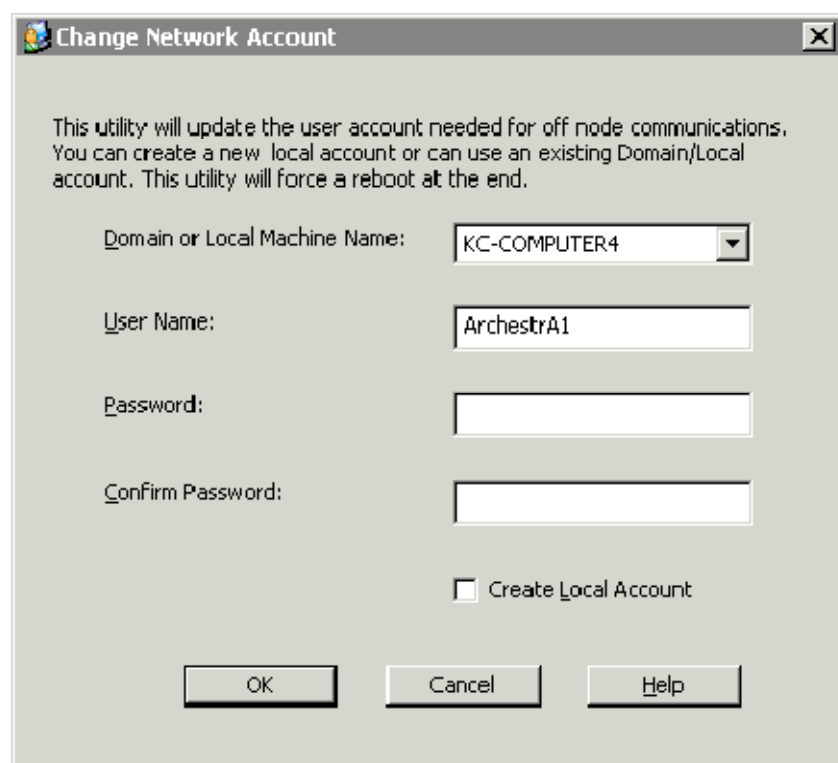 Change Network Account
This utility will update the user account needed for off node communications.
You can create a new local account or can use an existing Domain/Local
account. This utility will force a reboot at the end.
Domain or Local Machine Name:
KC-COMPUTER4
User Name:
ArchestrA1
Password:
Confirm Password:
Create Local Account
OK Cancel Help